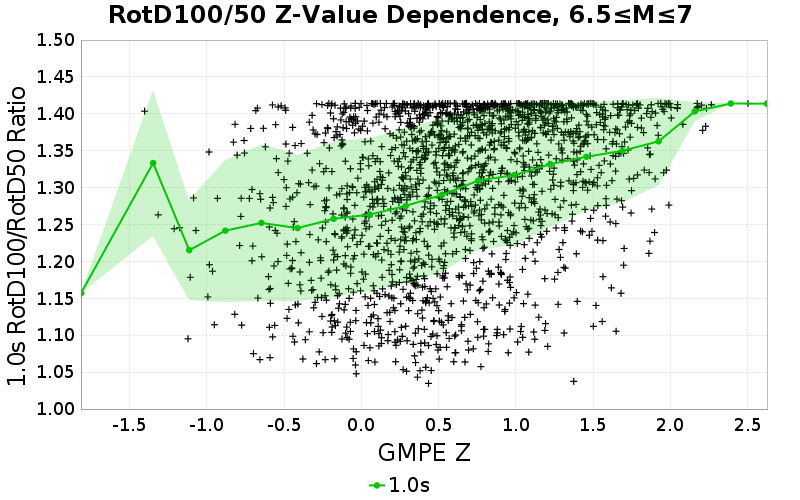 RotD100/50 Z-Value Dependence, 6.5≤M≤7
1.0s RotD100/RotD50 Ratio
1.50
1.45
1.40
1.35
1.30
1.25
1.20
1.15
1.10
1.05
1.00
-1.5 -1.0 -0.5 0.0 0.5 1.0 1.5 2.0 2.5
GMPE Z
1.0s